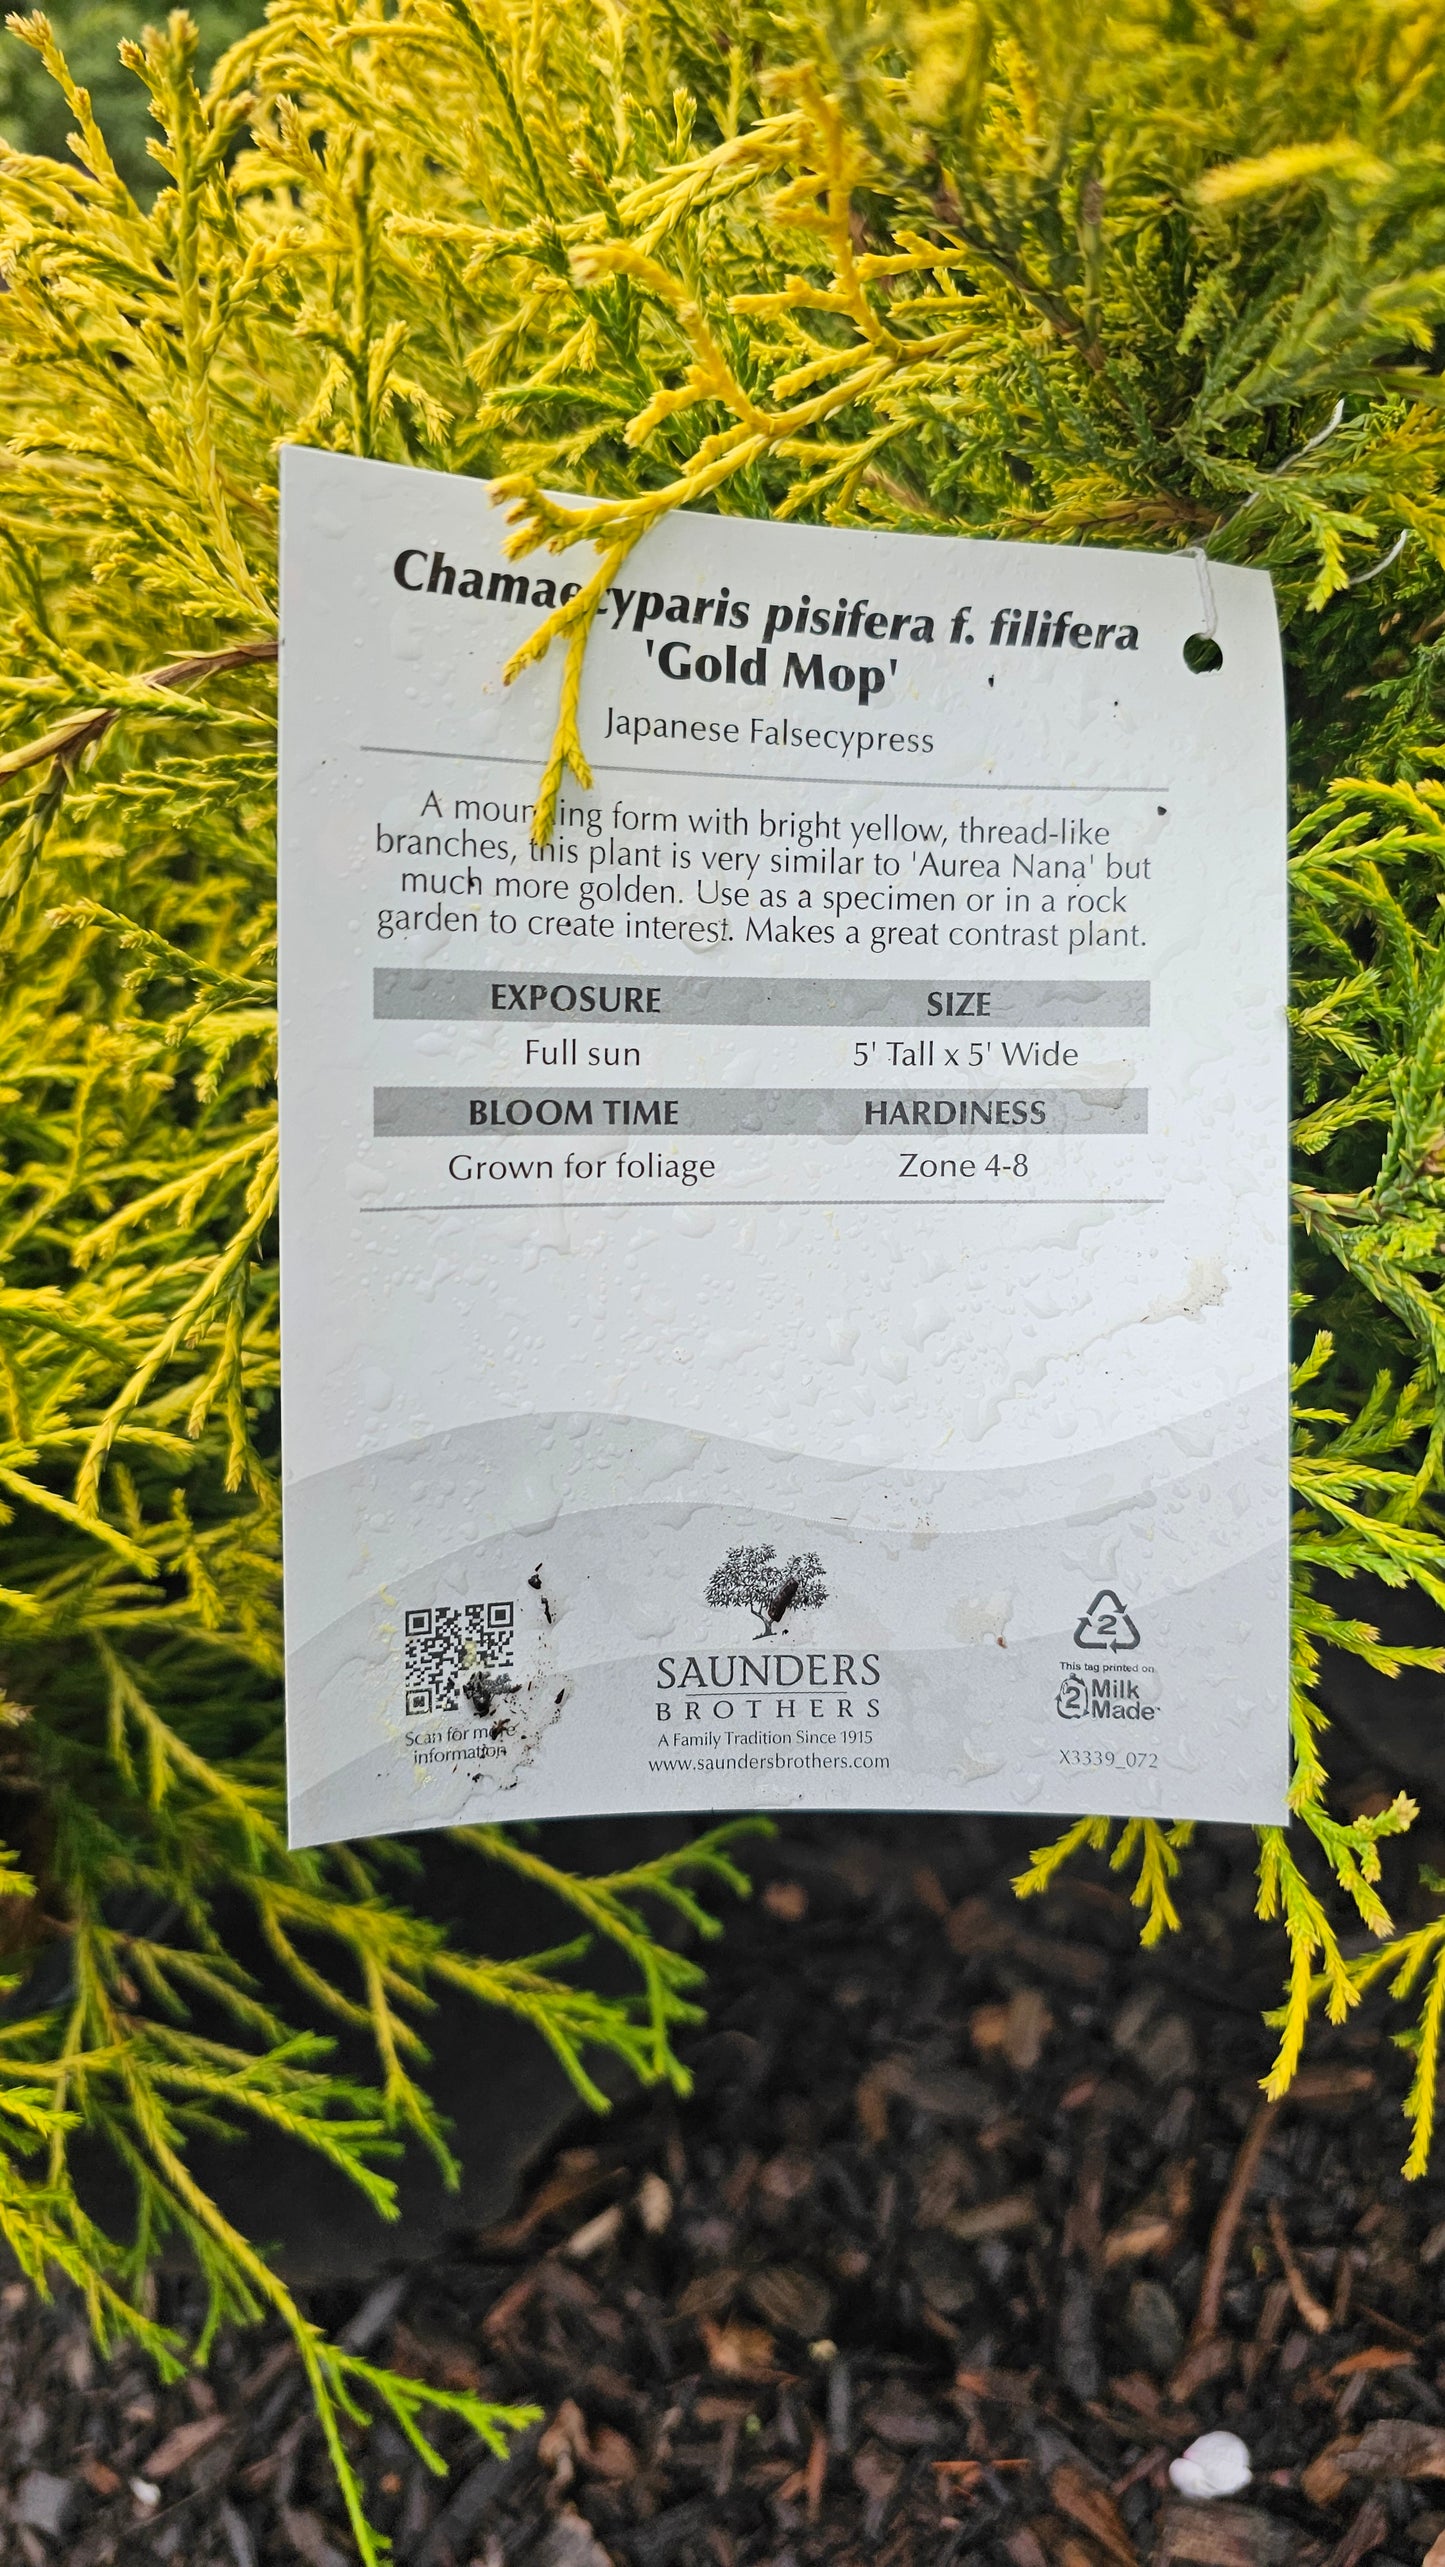 Chamaecyparis pisifera f. filifera
'Gold Mop'
Japanese Falsecypress
A mounding form with bright yellow, thread-like
branches, this plant is very similar to 'Aurea Nana' but
much more golden. Use as a specimen or in a rock
garden to create interest. Makes a great contrast plant.
EXPOSURE SIZE
Full sun 5' Tall x 5' Wide
BLOOM TIME HARDINESS
Grown for foliage Zone 4-8
Scan for more
information
SAUNDERS
BROTHERS
A Family Tradition Since 1915
www.saundersbrothers.com
2
This tag printed on
2 Milk
Made
X3339_072